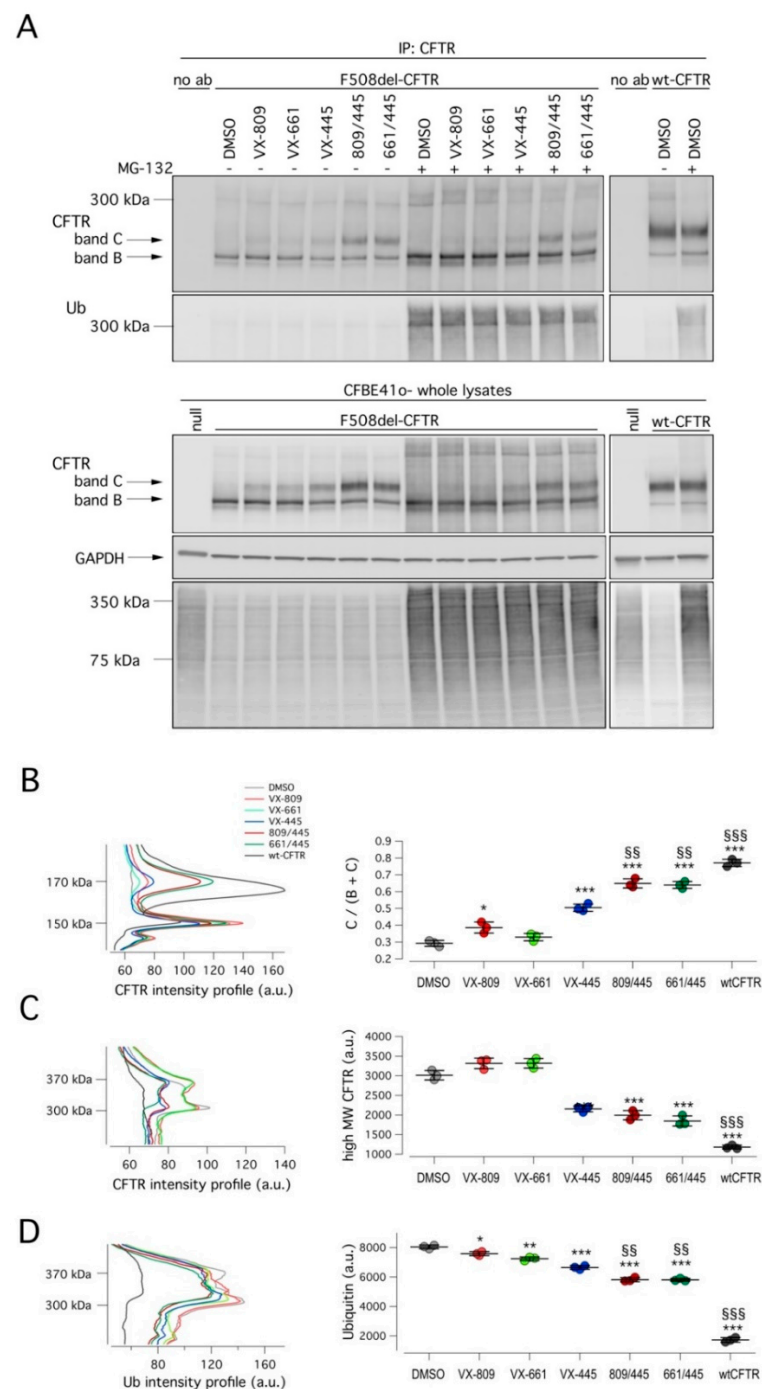 A
IP: CFTR
no ab F508del-CFTR no ab wt-CFTR
DMSO VX-809 VX-661 VX-445 809/445 661/445 DMSO VX-809 VX-661 VX-445 809/445 661/445 DMSO DMSO
MG-132 - - - - - - + + + + + + - +
300 kDa
CFTR
band C
band B
Ub
300 kDa
CFBE41o- whole lysates
null F508del-CFTR null wt-CFTR
CFTR
band C
band B
GAPDH
350 kDa
75 kDa
B
DMSO
VX-809
VX-661
VX-445
809/445
661/445
wt-CFTR
170 kDa
150 kDa
60 80 100 120 140 160
CFTR intensity profile (a.u.)
C / (B + C)
0.9
0.8
0.7
0.6
0.5
0.4
0.3
0.2
* *** §§ *** §§ *** §§§ ***
DMSO VX-809 VX-661 VX-445 809/445 661/445 wtCFTR
C
370 kDa
300 kDa
60 80 100 120 140
CFTR intensity profile (a.u.)
high MW CFTR (a.u.)
4000
3500
3000
2500
2000
1500
1000
*** *** §§§ ***
DMSO VX-809 VX-661 VX-445 809/445 661/445 wtCFTR
D
370 kDa
300 kDa
40 80 120 160
Ub intensity profile (a.u.)
Ubiquitin (a.u.)
8000
6000
4000
2000
* ** *** §§ *** §§ *** §§§ ***
DMSO VX-809 VX-661 VX-445 809/445 661/445 wtCFTR